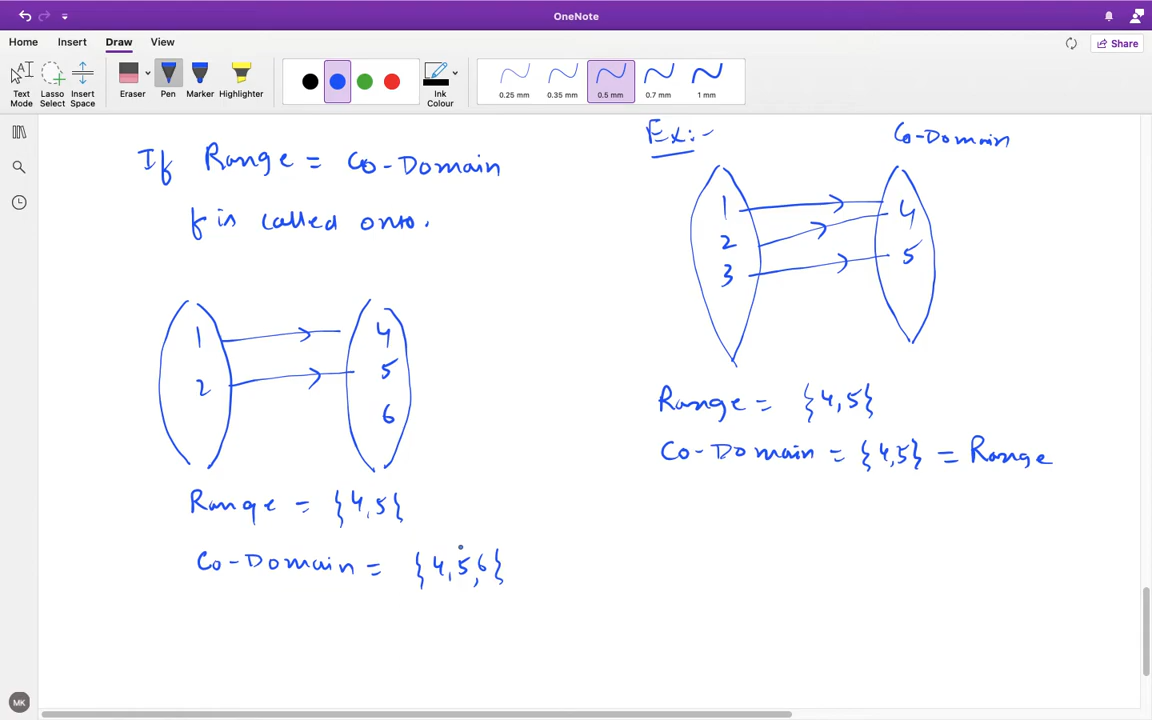 OneNote
Home Insert Draw View
Share
Text Mode
Lasso Select
Insert Space
Eraser
Pen
Marker
Highlighter
Ink Colour
0.25 mm
0.35 mm
0.5 mm
0.7 mm
1 mm
If Range = Co-Domain
f is called onto.
1 4
2 5
6
Range = {4,5}
Co-Domain = {4,5,6}
Ex:-
Co-Domain
1 4
2 5
3
Range = {4,5}
Co-Domain = {4,5} = Range
MK